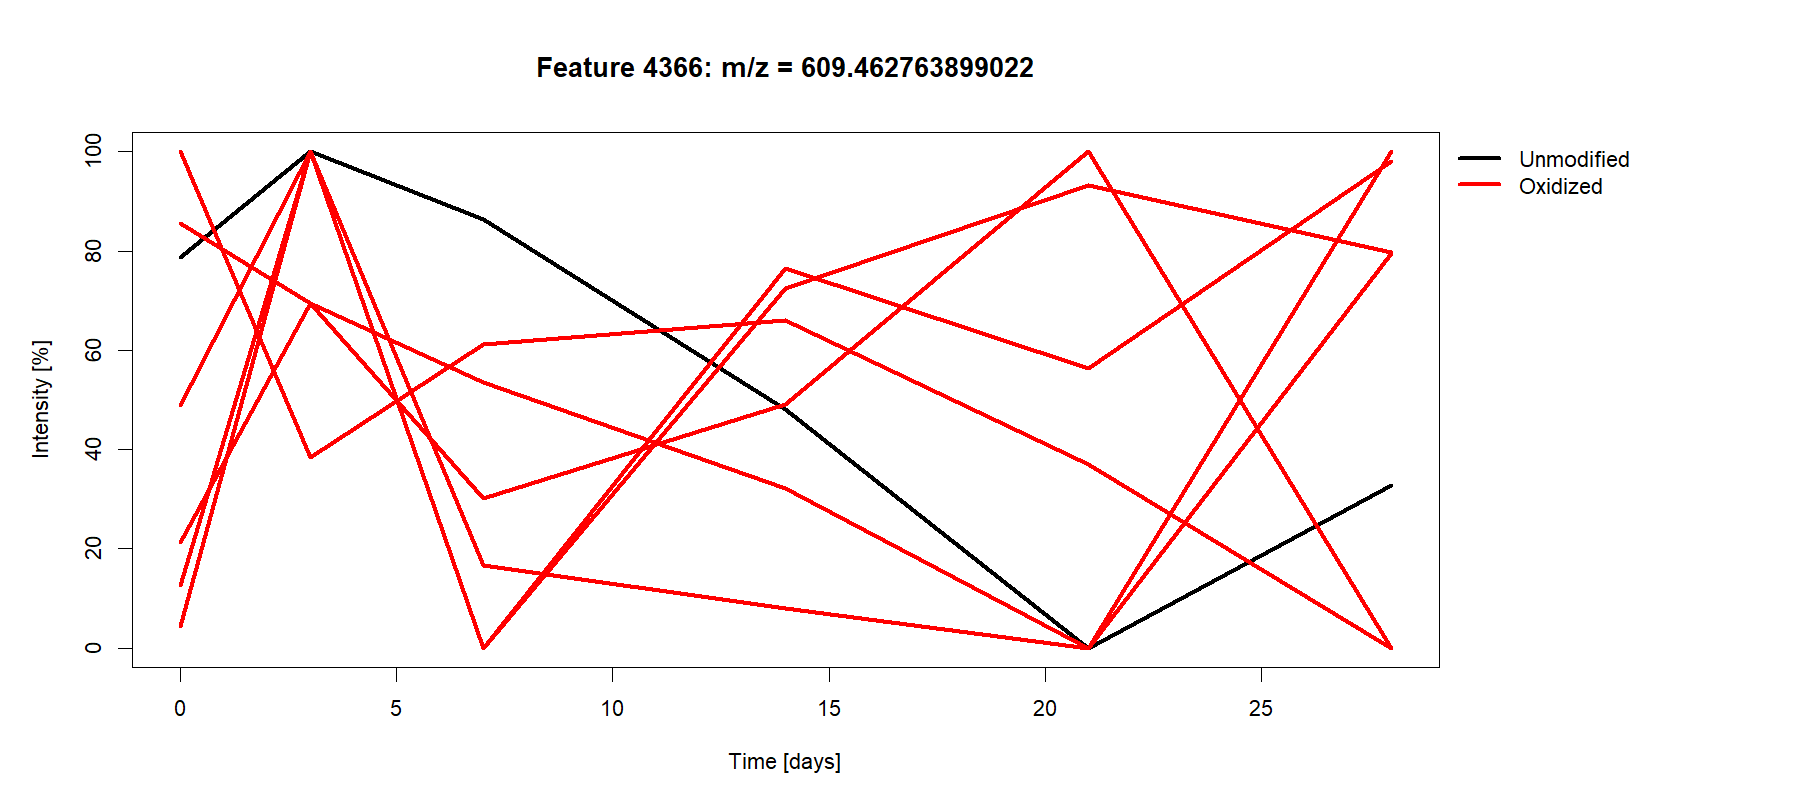 Feature 4366: m/z = 609.462763899022
Unmodified
Oxidized
Intensity [%]
100
80
60
40
20
0
0 5 10 15 20 25
Time [days]